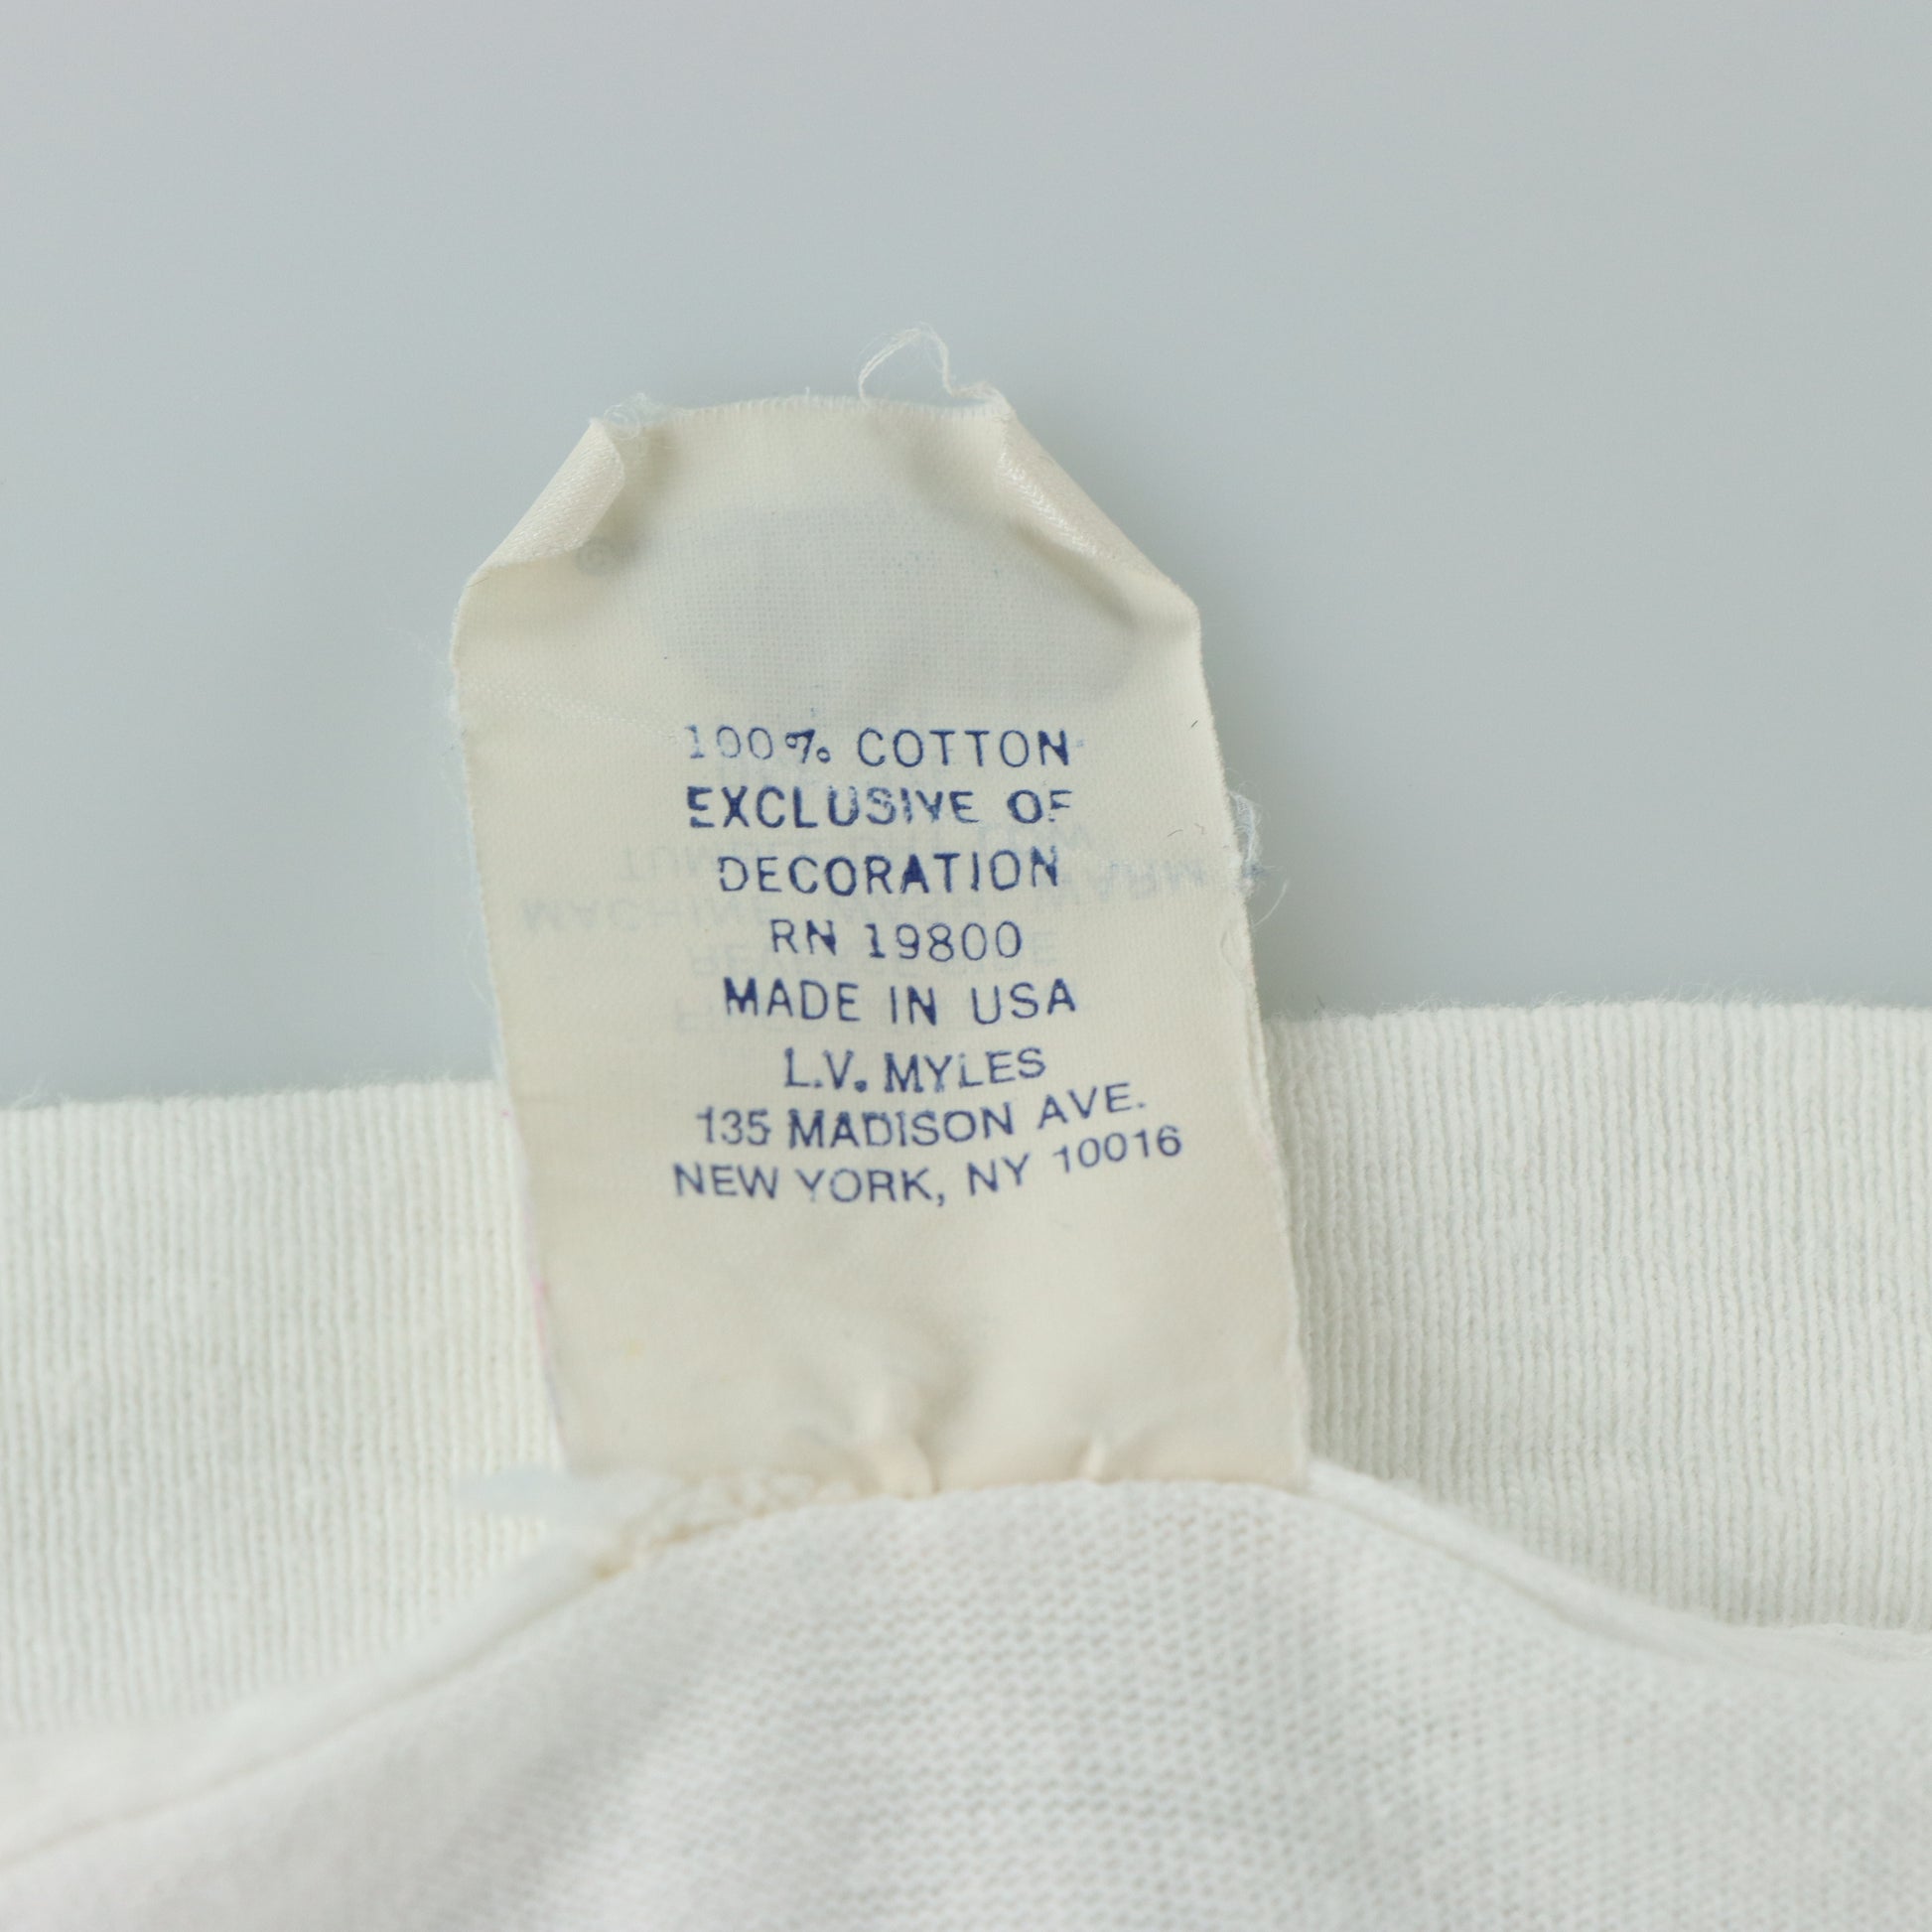 100% COTTON
EXCLUSIVE OF
DECORATION
RN 19800
MADE IN USA
L.V. MYLES
135 MADISON AVE.
NEW YORK, NY 10016